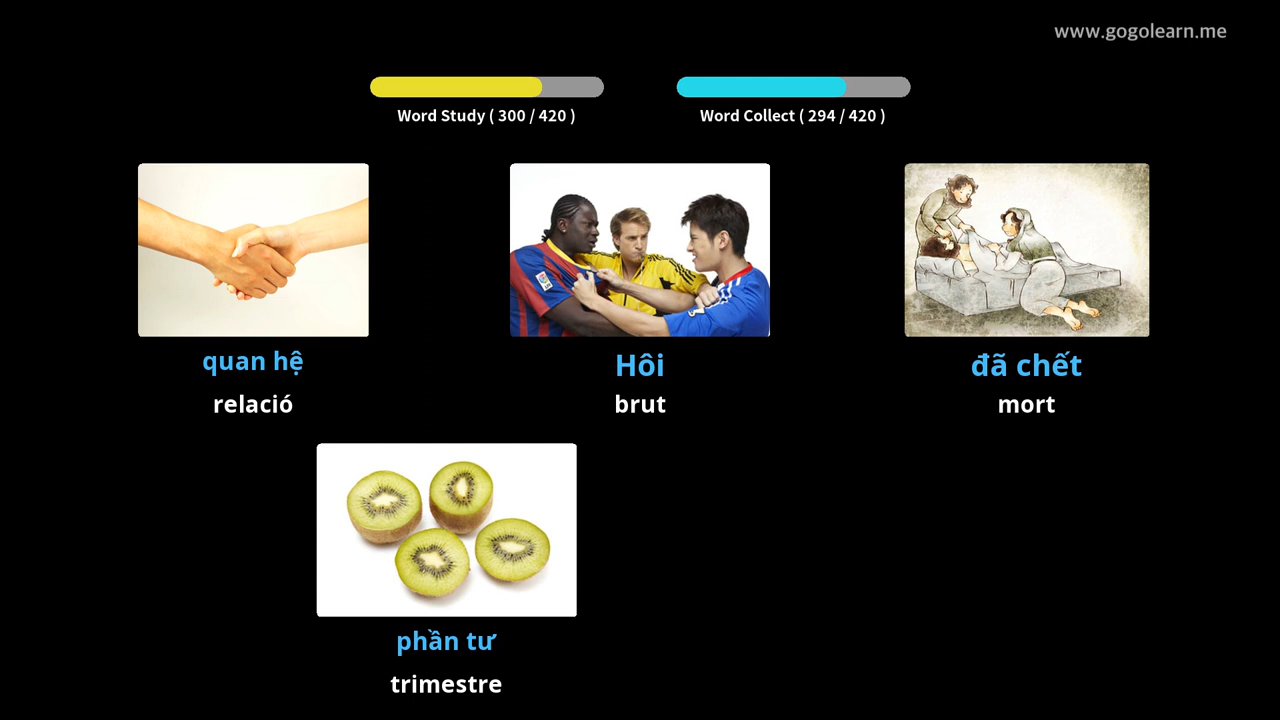 www.gogolearn.me
Word Study ( 300 / 420 )
Word Collect ( 294 / 420 )
quan hệ
relació
Hôi
brut
đã chết
mort
phần tư
trimestre